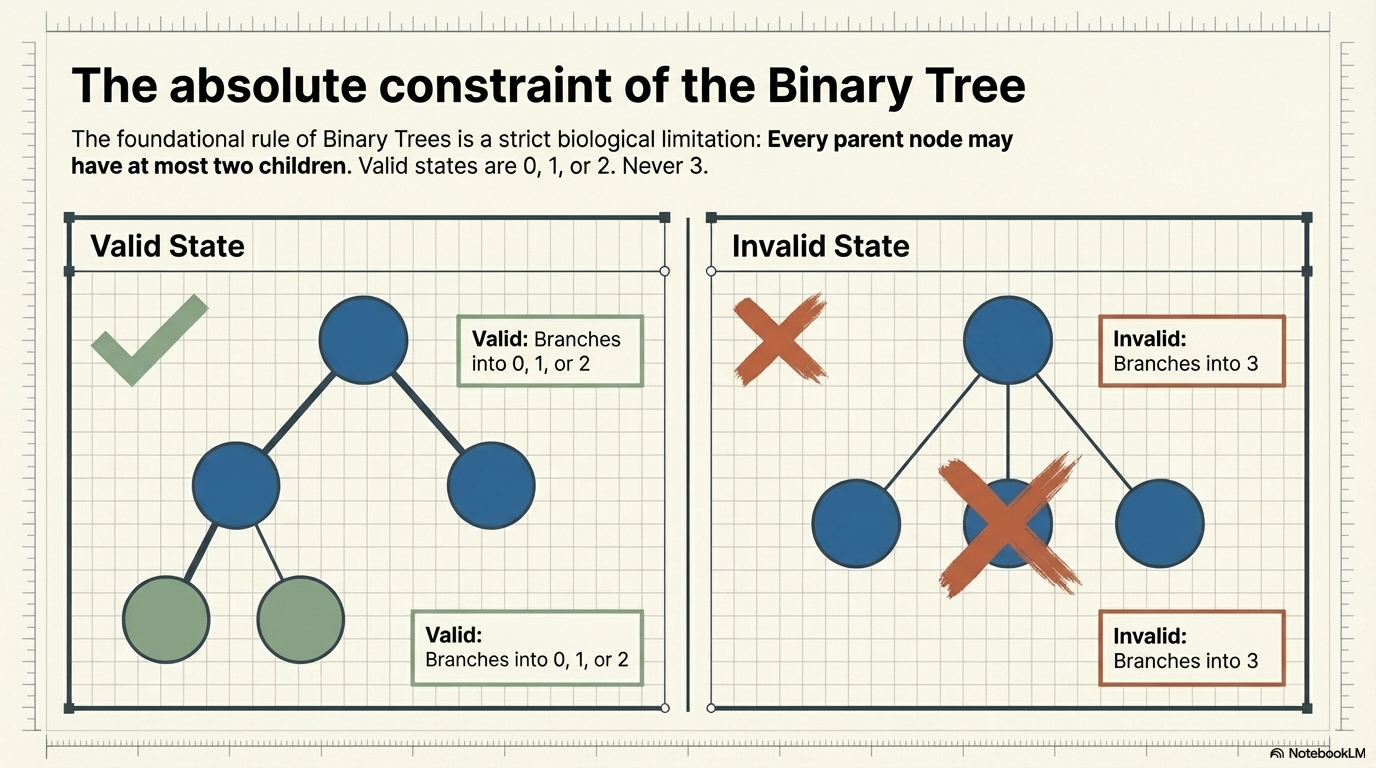 The absolute constraint of the Binary Tree
The foundational rule of Binary Trees is a strict biological limitation: Every parent node may
have at most two children. Valid states are 0, 1, or 2. Never 3.
Valid State
Valid: Branches
into 0, 1, or 2
Valid:
Branches into 0, 1, or 2
Invalid State
Invalid:
Branches into 3
Invalid:
Branches into 3
NotebookLM